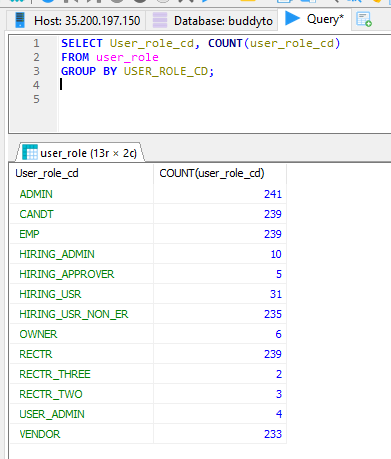 Host: 35.200.197.150 Database: buddyto Query*
1 SELECT User_role_cd, COUNT(user_role_cd)
2 FROM user_role
3 GROUP BY USER_ROLE_CD;
4
5
user_role (13r × 2c)
User_role_cd COUNT(user_role_cd)
ADMIN 241
CANDT 239
EMP 239
HIRING_ADMIN 10
HIRING_APPROVER 5
HIRING_USR 31
HIRING_USR_NON_ER 235
OWNER 6
RECTR 239
RECTR_THREE 2
RECTR_TWO 3
USER_ADMIN 4
VENDOR 233